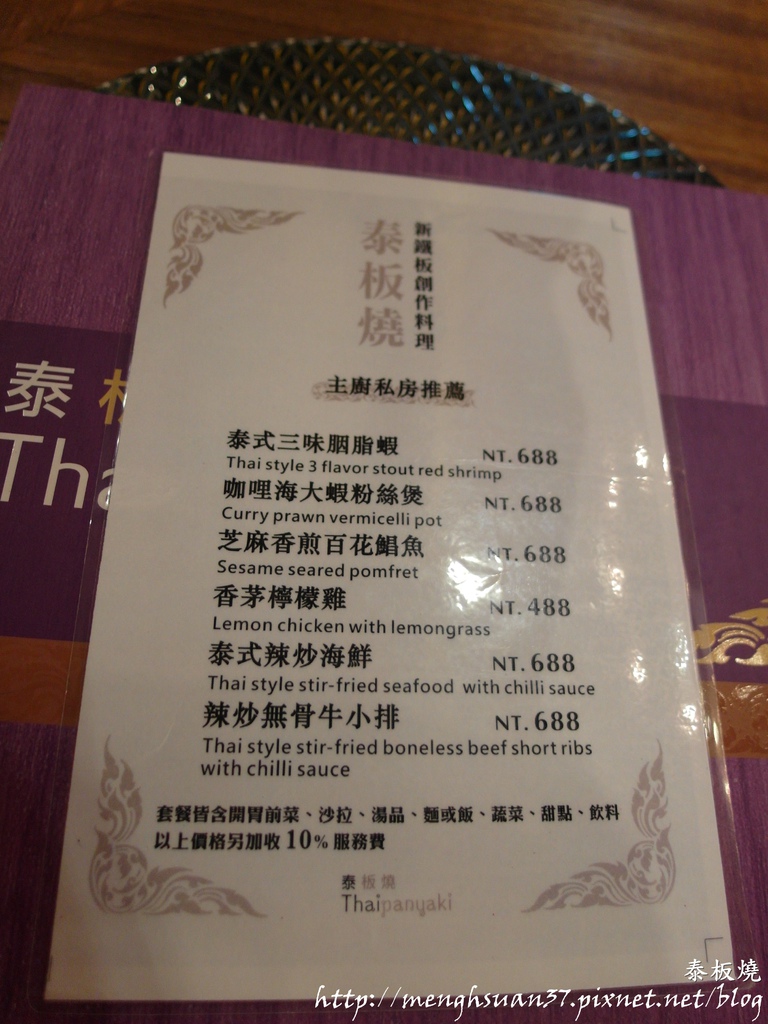 新鐵板創作料理
泰板燒
主廚私房推薦
泰式三味胭脂蝦 NT.688
Thai style 3 flavor stout red shrimp
咖哩海大蝦粉絲煲 NT.688
Curry prawn vermicelli pot
芝麻香煎百花鯧魚 NT.688
Sesame seared pomfret
香茅檸檬雞 NT.488
Lemon chicken with lemongrass
泰式辣炒海鮮 NT.688
Thai style stir-fried seafood with chilli sauce
辣炒無骨牛小排 NT.688
Thai style stir-fried boneless beef short ribs
with chilli sauce
套餐皆含開胃前菜、沙拉、湯品、麵或飯、蔬菜、甜點、飲料
以上價格另加收10%服務費
泰板燒
Thaipanyaki
泰
Tha
泰板燒
http://menghsuan37.pixnet.net/blog